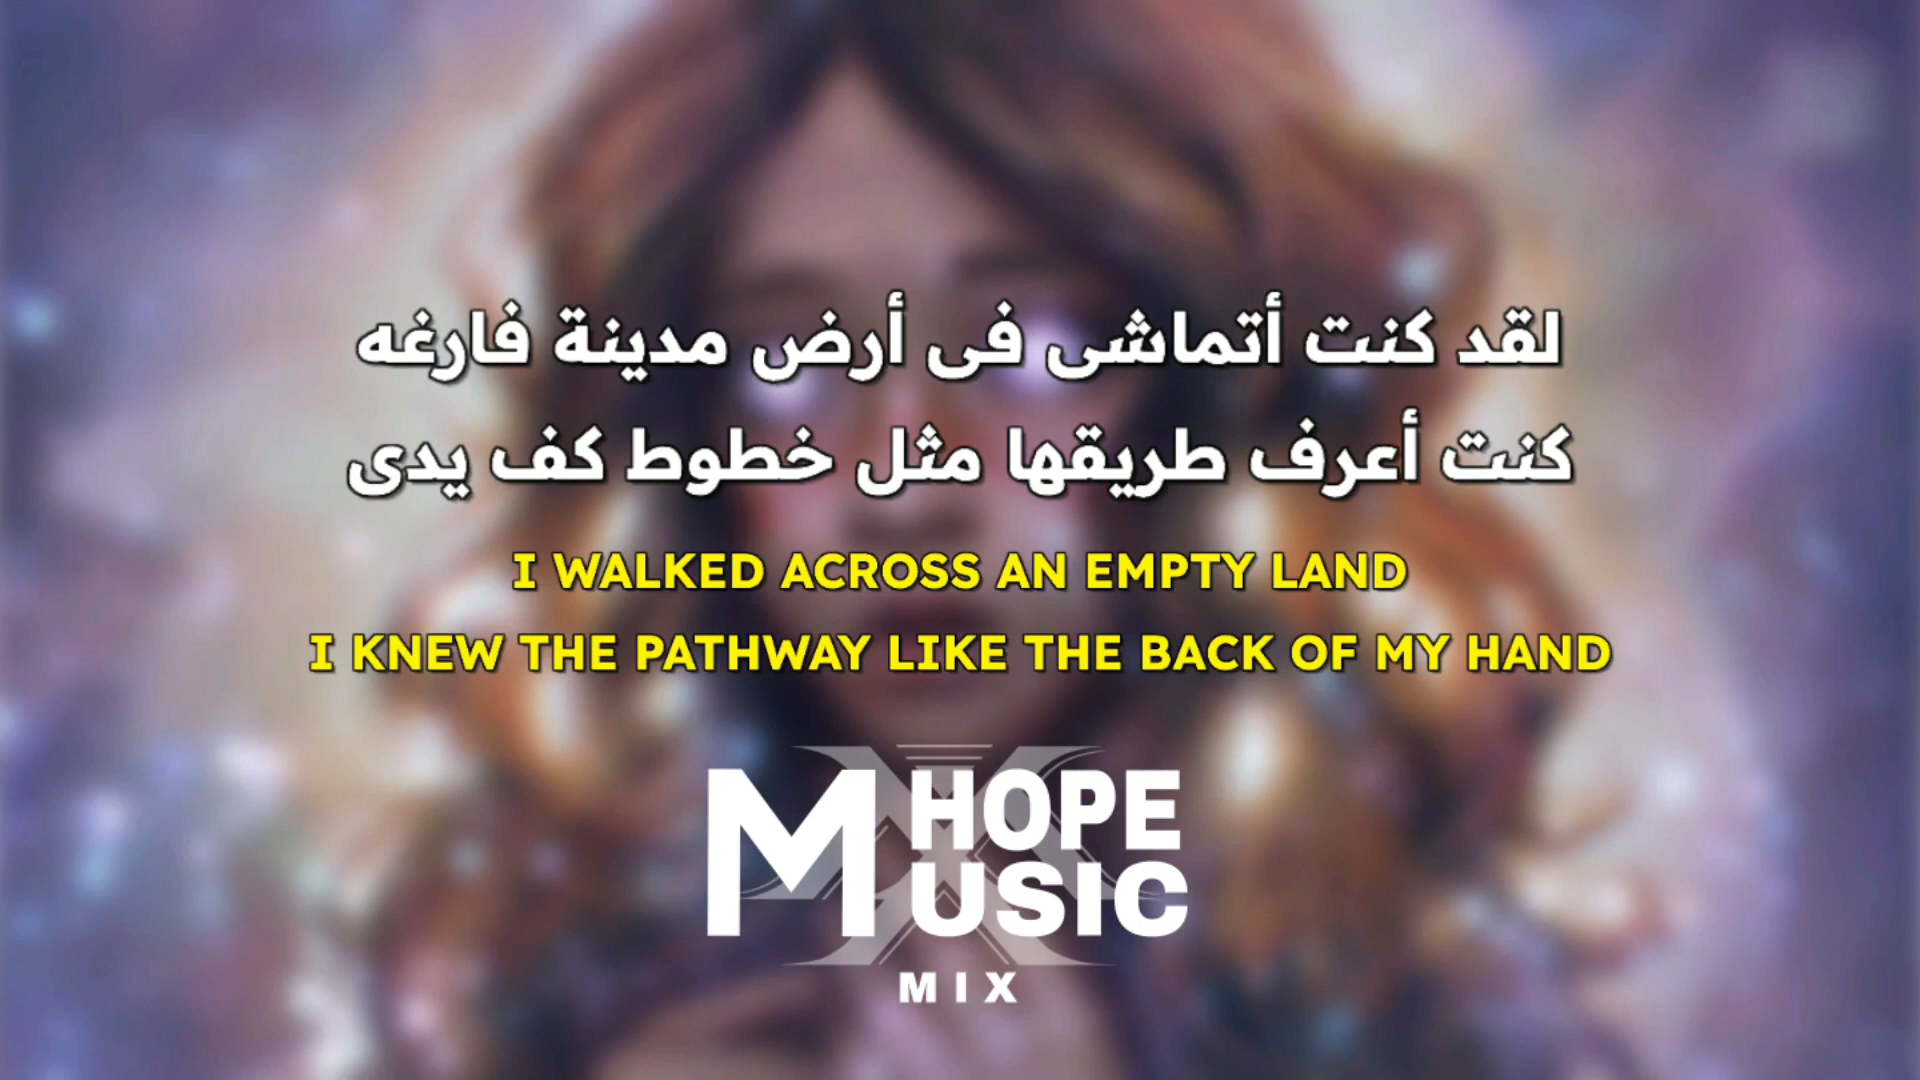 لقد كنت أتماشى فى أرض مدينة فارغه
كنت أعرف طريقها مثل خطوط كف يدى
I WALKED ACROSS AN EMPTY LAND
I KNEW THE PATHWAY LIKE THE BACK OF MY HAND
M HOPE
MUSIC
MIX